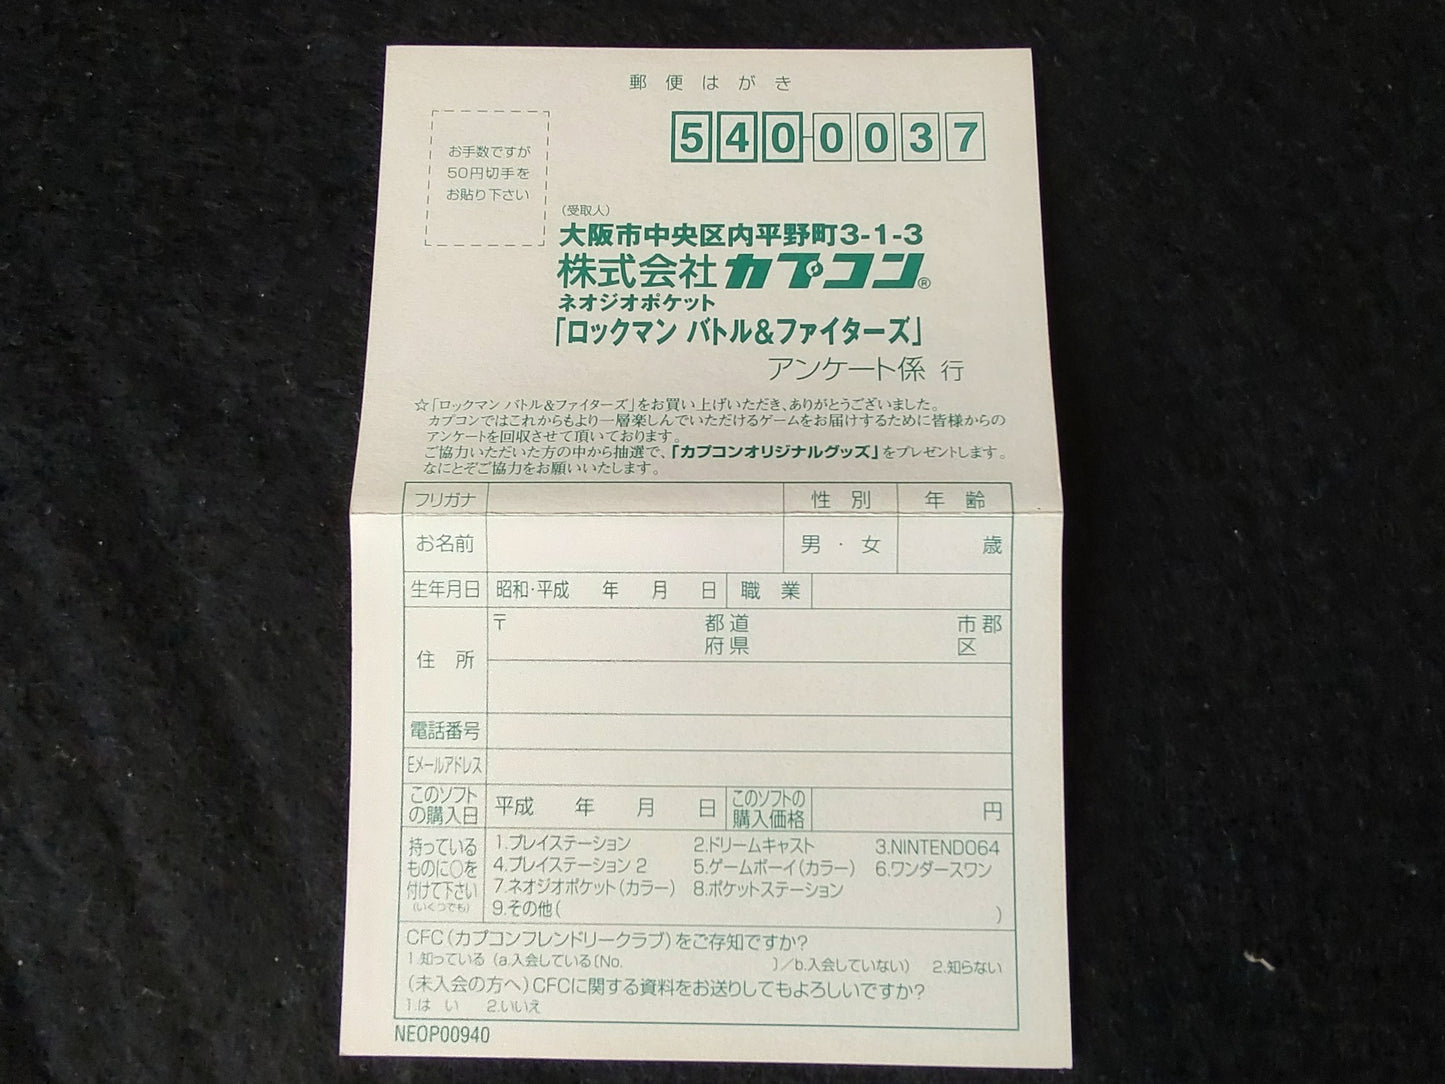 郵便はがき
お手数ですが
50円切手を
お貼り下さい
540-0037
(受取人)
大阪市中央区内平野町3-1-3
株式会社カプコン®
ネオジオポケット
「ロックマン バトル&ファイターズ」
アンケート係 行
☆「ロックマン バトル&ファイターズ」をお買い上げいただき、ありがとうございました。
カプコンではこれからもより一層楽しんでいただけるゲームをお届けするために皆様からの
アンケートを回収させて頂いております。
ご協力いただいた方の中から抽選で、「カプコンオリジナルグッズ」をプレゼントします。
なにとぞご協力をお願いいたします。
フリガナ 性別 年齢
お名前 男・女 歳
生年月日 昭和・平成 年 月 日 職業
住所 〒 都道府県 市郡区
電話番号
Eメールアドレス
このソフトの購入日 平成 年 月 日 このソフトの購入価格 円
持っているものに○を付けて下さい(いくつでも)
1.プレイステーション 2.ドリームキャスト 3.NINTENDO64
4.プレイステーション2 5.ゲームボーイ(カラー) 6.ワンダースワン
7.ネオジオポケット(カラー) 8.ポケットステーション
9.その他( )
CFC(カプコンフレンドリークラブ)をご存知ですか?
1.知っている (a.入会している(No. )/b.入会していない) 2.知らない
(未入会の方へ)CFCに関する資料をお送りしてもよろしいですか?
1.はい 2.いいえ
NEOP00940